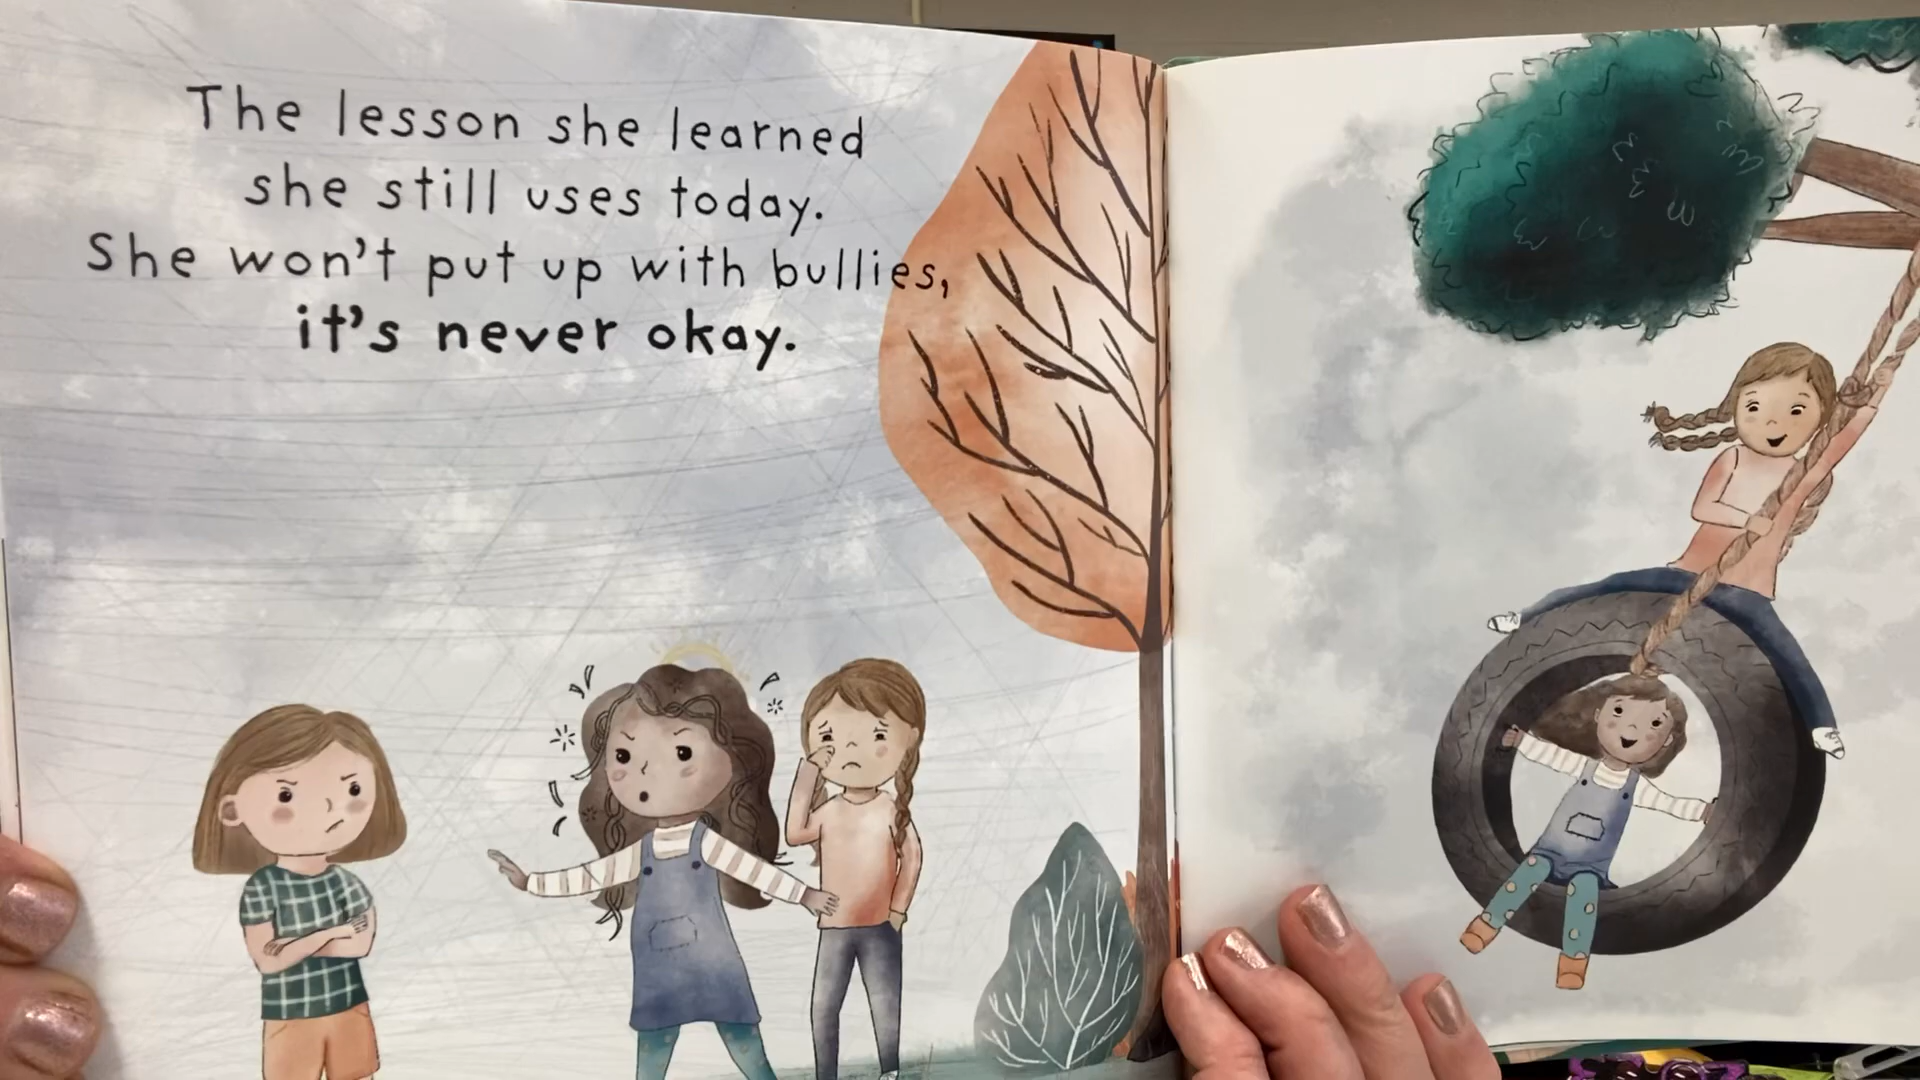 The lesson she learned
she still uses today.
She won't put up with bullies,
it's never okay.